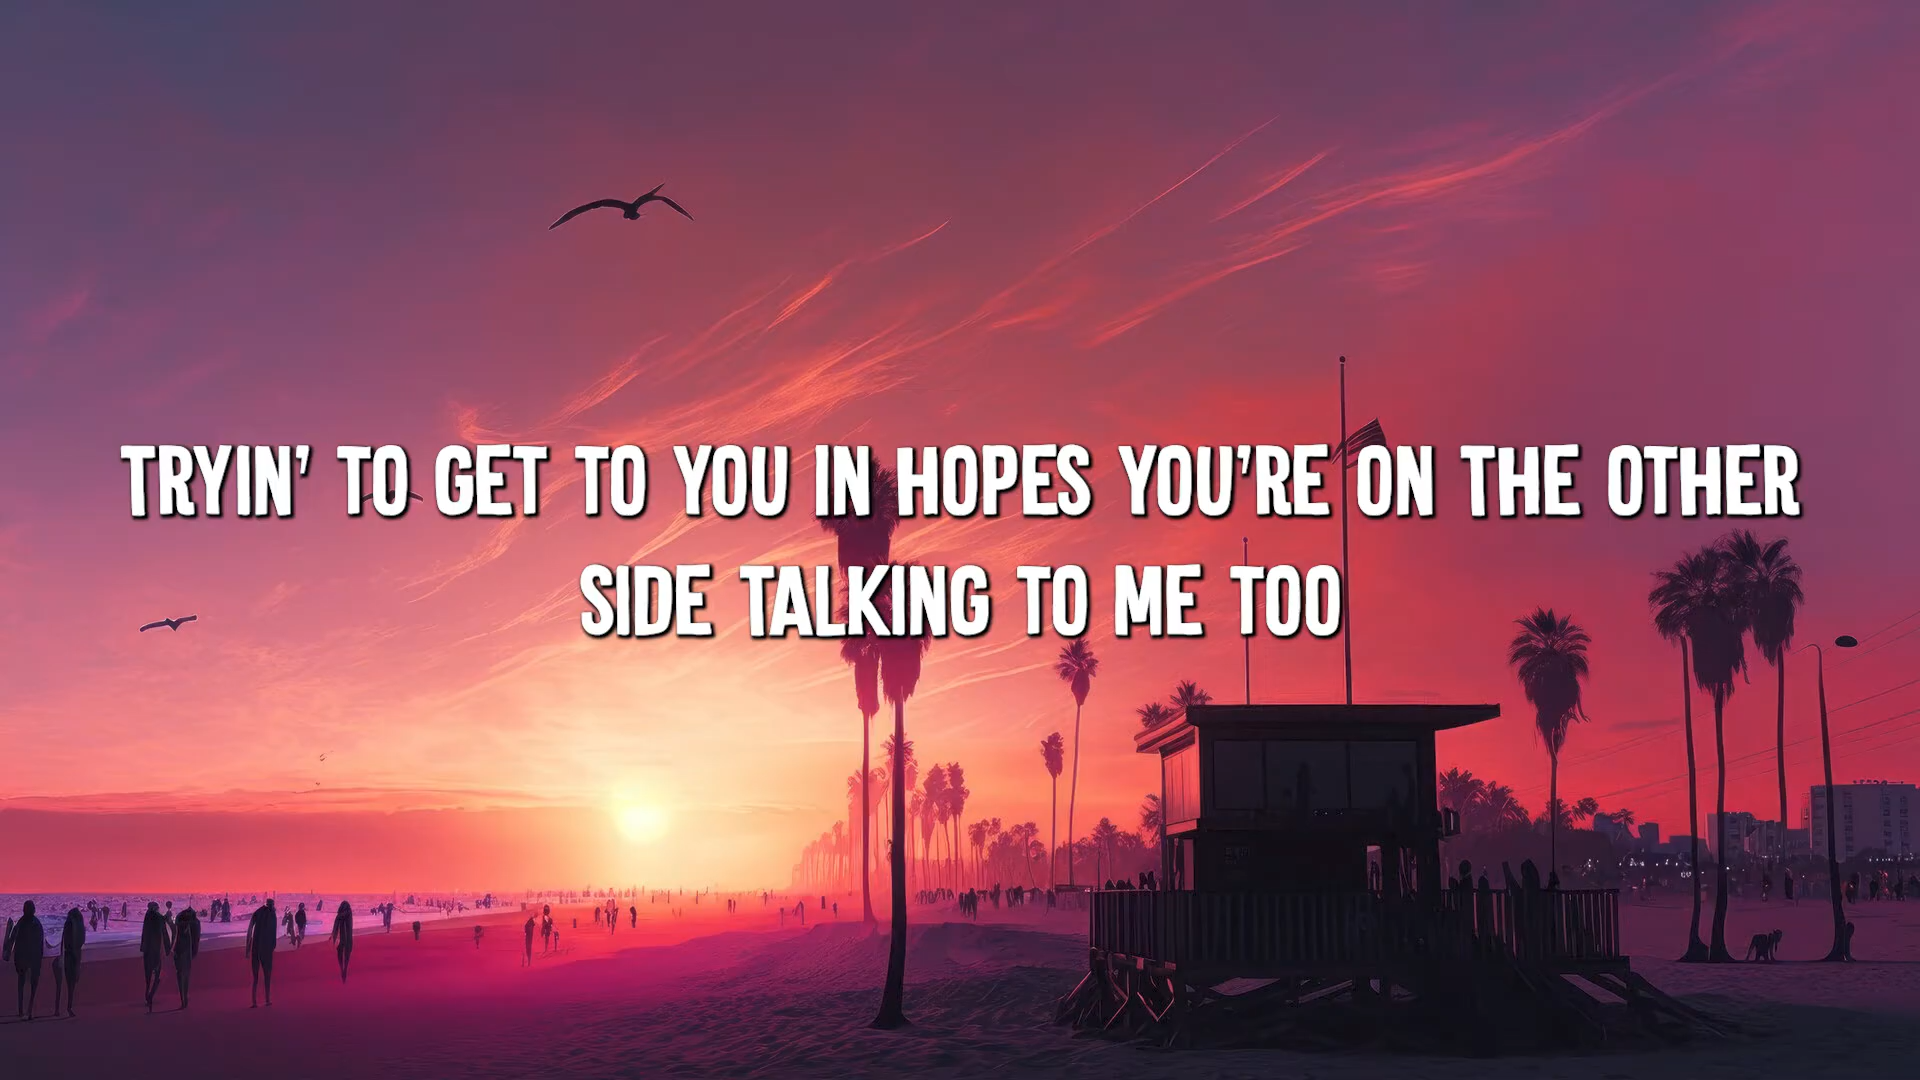 TRYIN' TO GET TO YOU IN HOPES YOU'RE ON THE OTHER
SIDE TALKING TO ME TOO